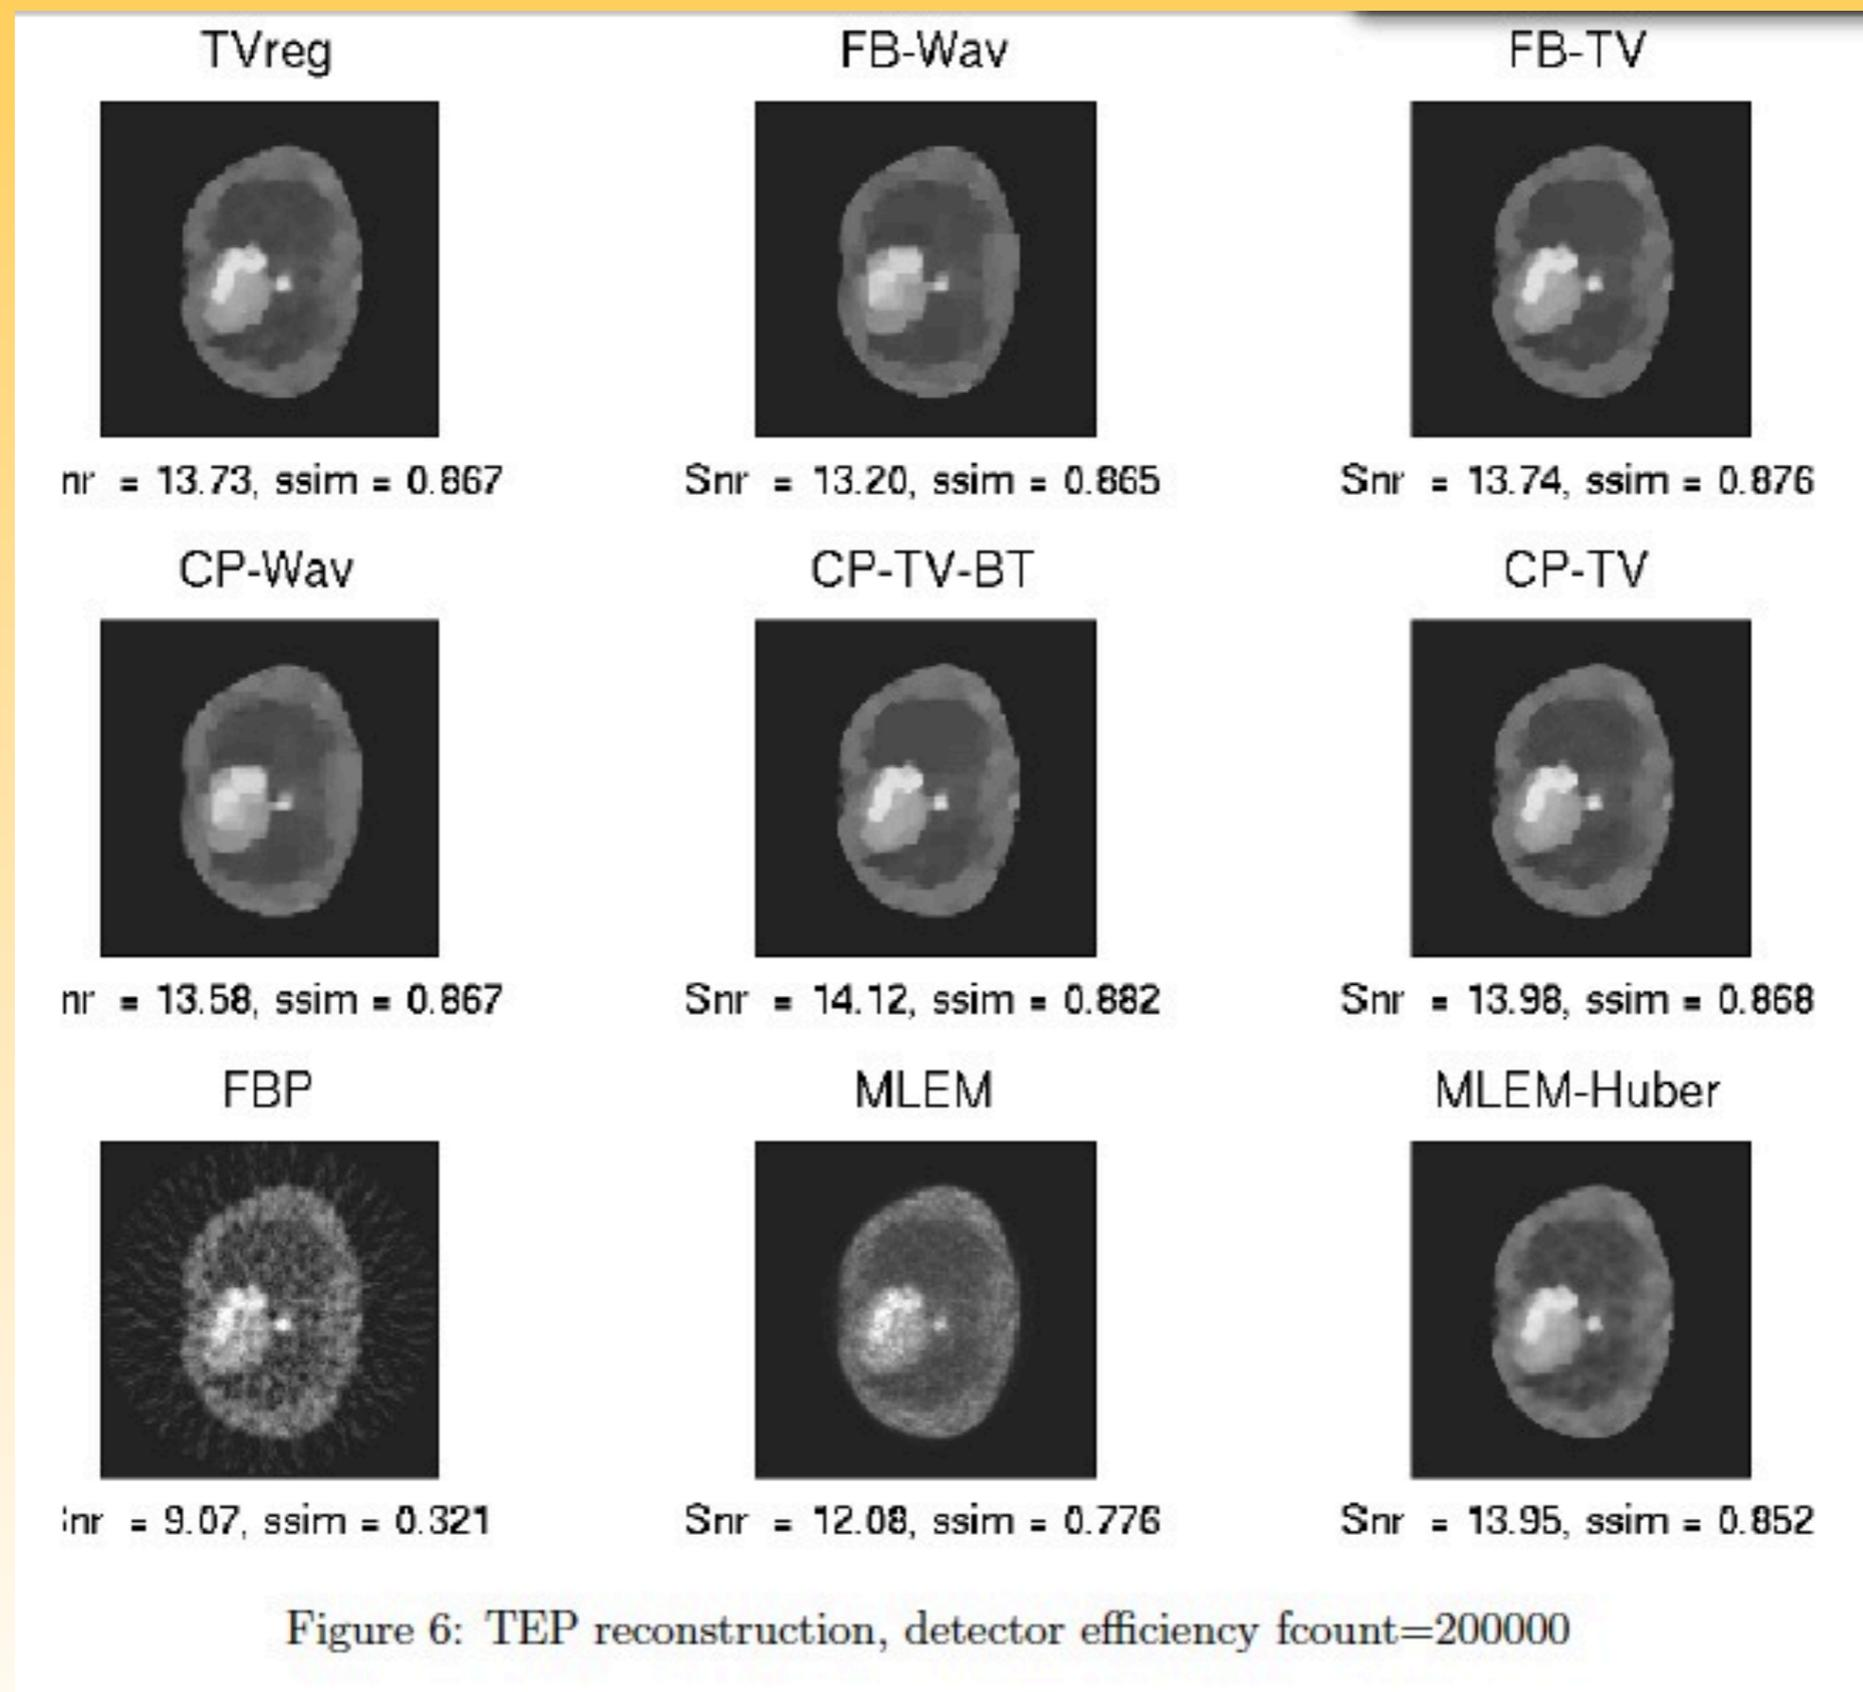 TVreg FB-Wav FB-TV
nr = 13.73, ssim = 0.867 Snr = 13.20, ssim = 0.865 Snr = 13.74, ssim = 0.876
CP-Wav CP-TV-BT CP-TV
nr = 13.58, ssim = 0.867 Snr = 14.12, ssim = 0.882 Snr = 13.98, ssim = 0.868
FBP MLEM MLEM-Huber
nr = 9.07, ssim = 0.321 Snr = 12.08, ssim = 0.776 Snr = 13.95, ssim = 0.852
Figure 6: TEP reconstruction, detector efficiency fcount=200000